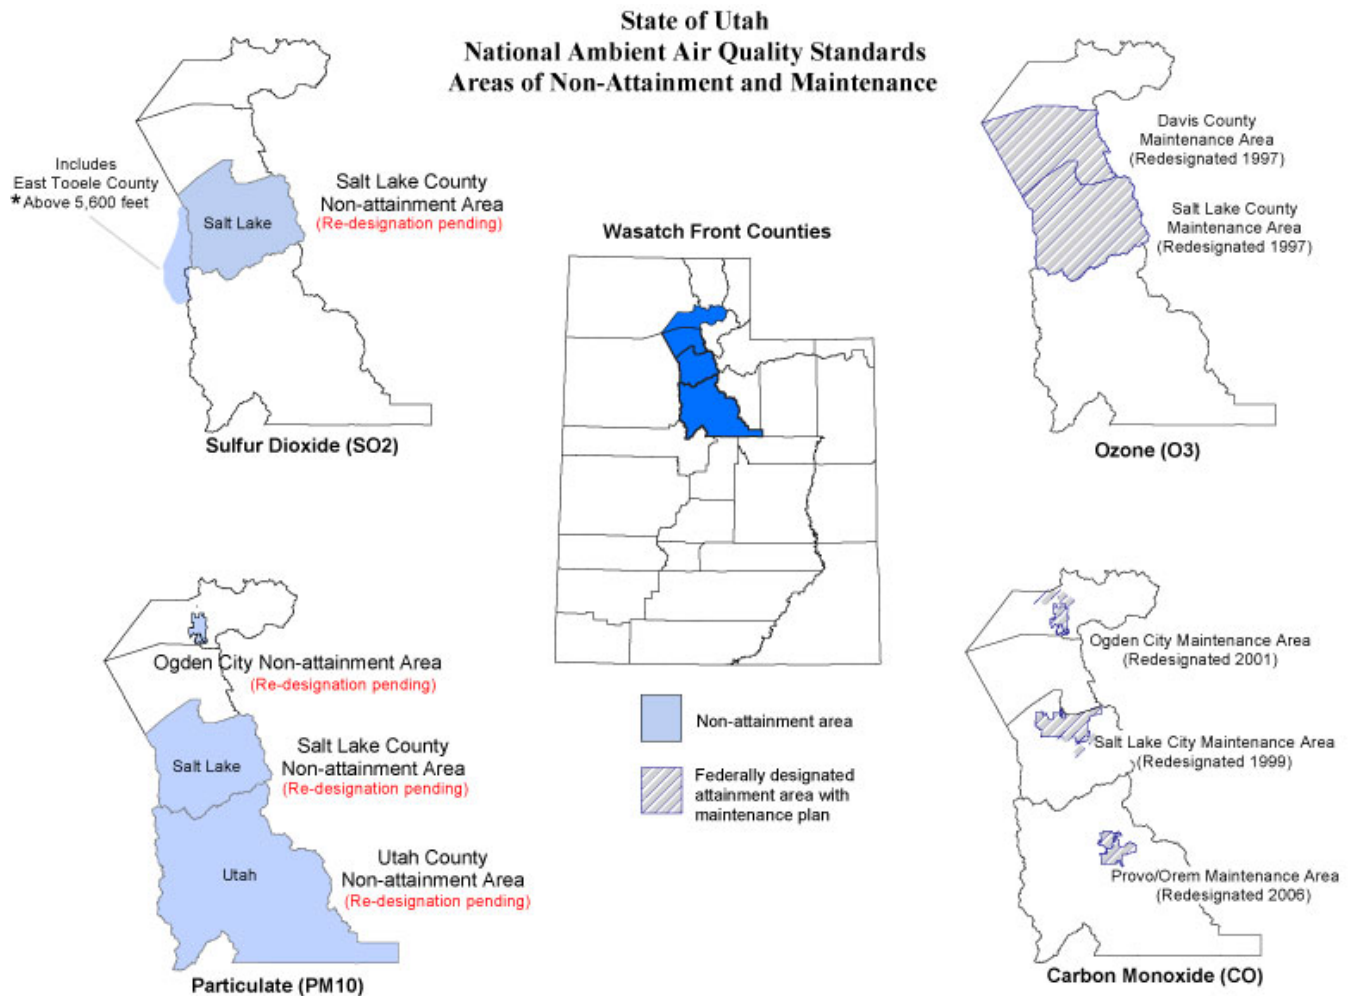 State of Utah
National Ambient Air Quality Standards
Areas of Non-Attainment and Maintenance
Includes
East Tooele County
*Above 5,600 feet
Salt Lake
Salt Lake County
Non-attainment Area
(Re-designation pending)
Sulfur Dioxide (SO2)
Davis County
Maintenance Area
(Redesignated 1997)
Salt Lake County
Maintenance Area
(Redesignated 1997)
Ozone (O3)
Wasatch Front Counties
Non-attainment area
Federally designated
attainment area with
maintenance plan
Ogden City Non-attainment Area
(Re-designation pending)
Salt Lake
Salt Lake County
Non-attainment Area
(Re-designation pending)
Utah
Utah County
Non-attainment Area
(Re-designation pending)
Particulate (PM10)
Ogden City Maintenance Area
(Redesignated 2001)
Salt Lake City Maintenance Area
(Redesignated 1999)
Provo/Orem Maintenance Area
(Redesignated 2006)
Carbon Monoxide (CO)